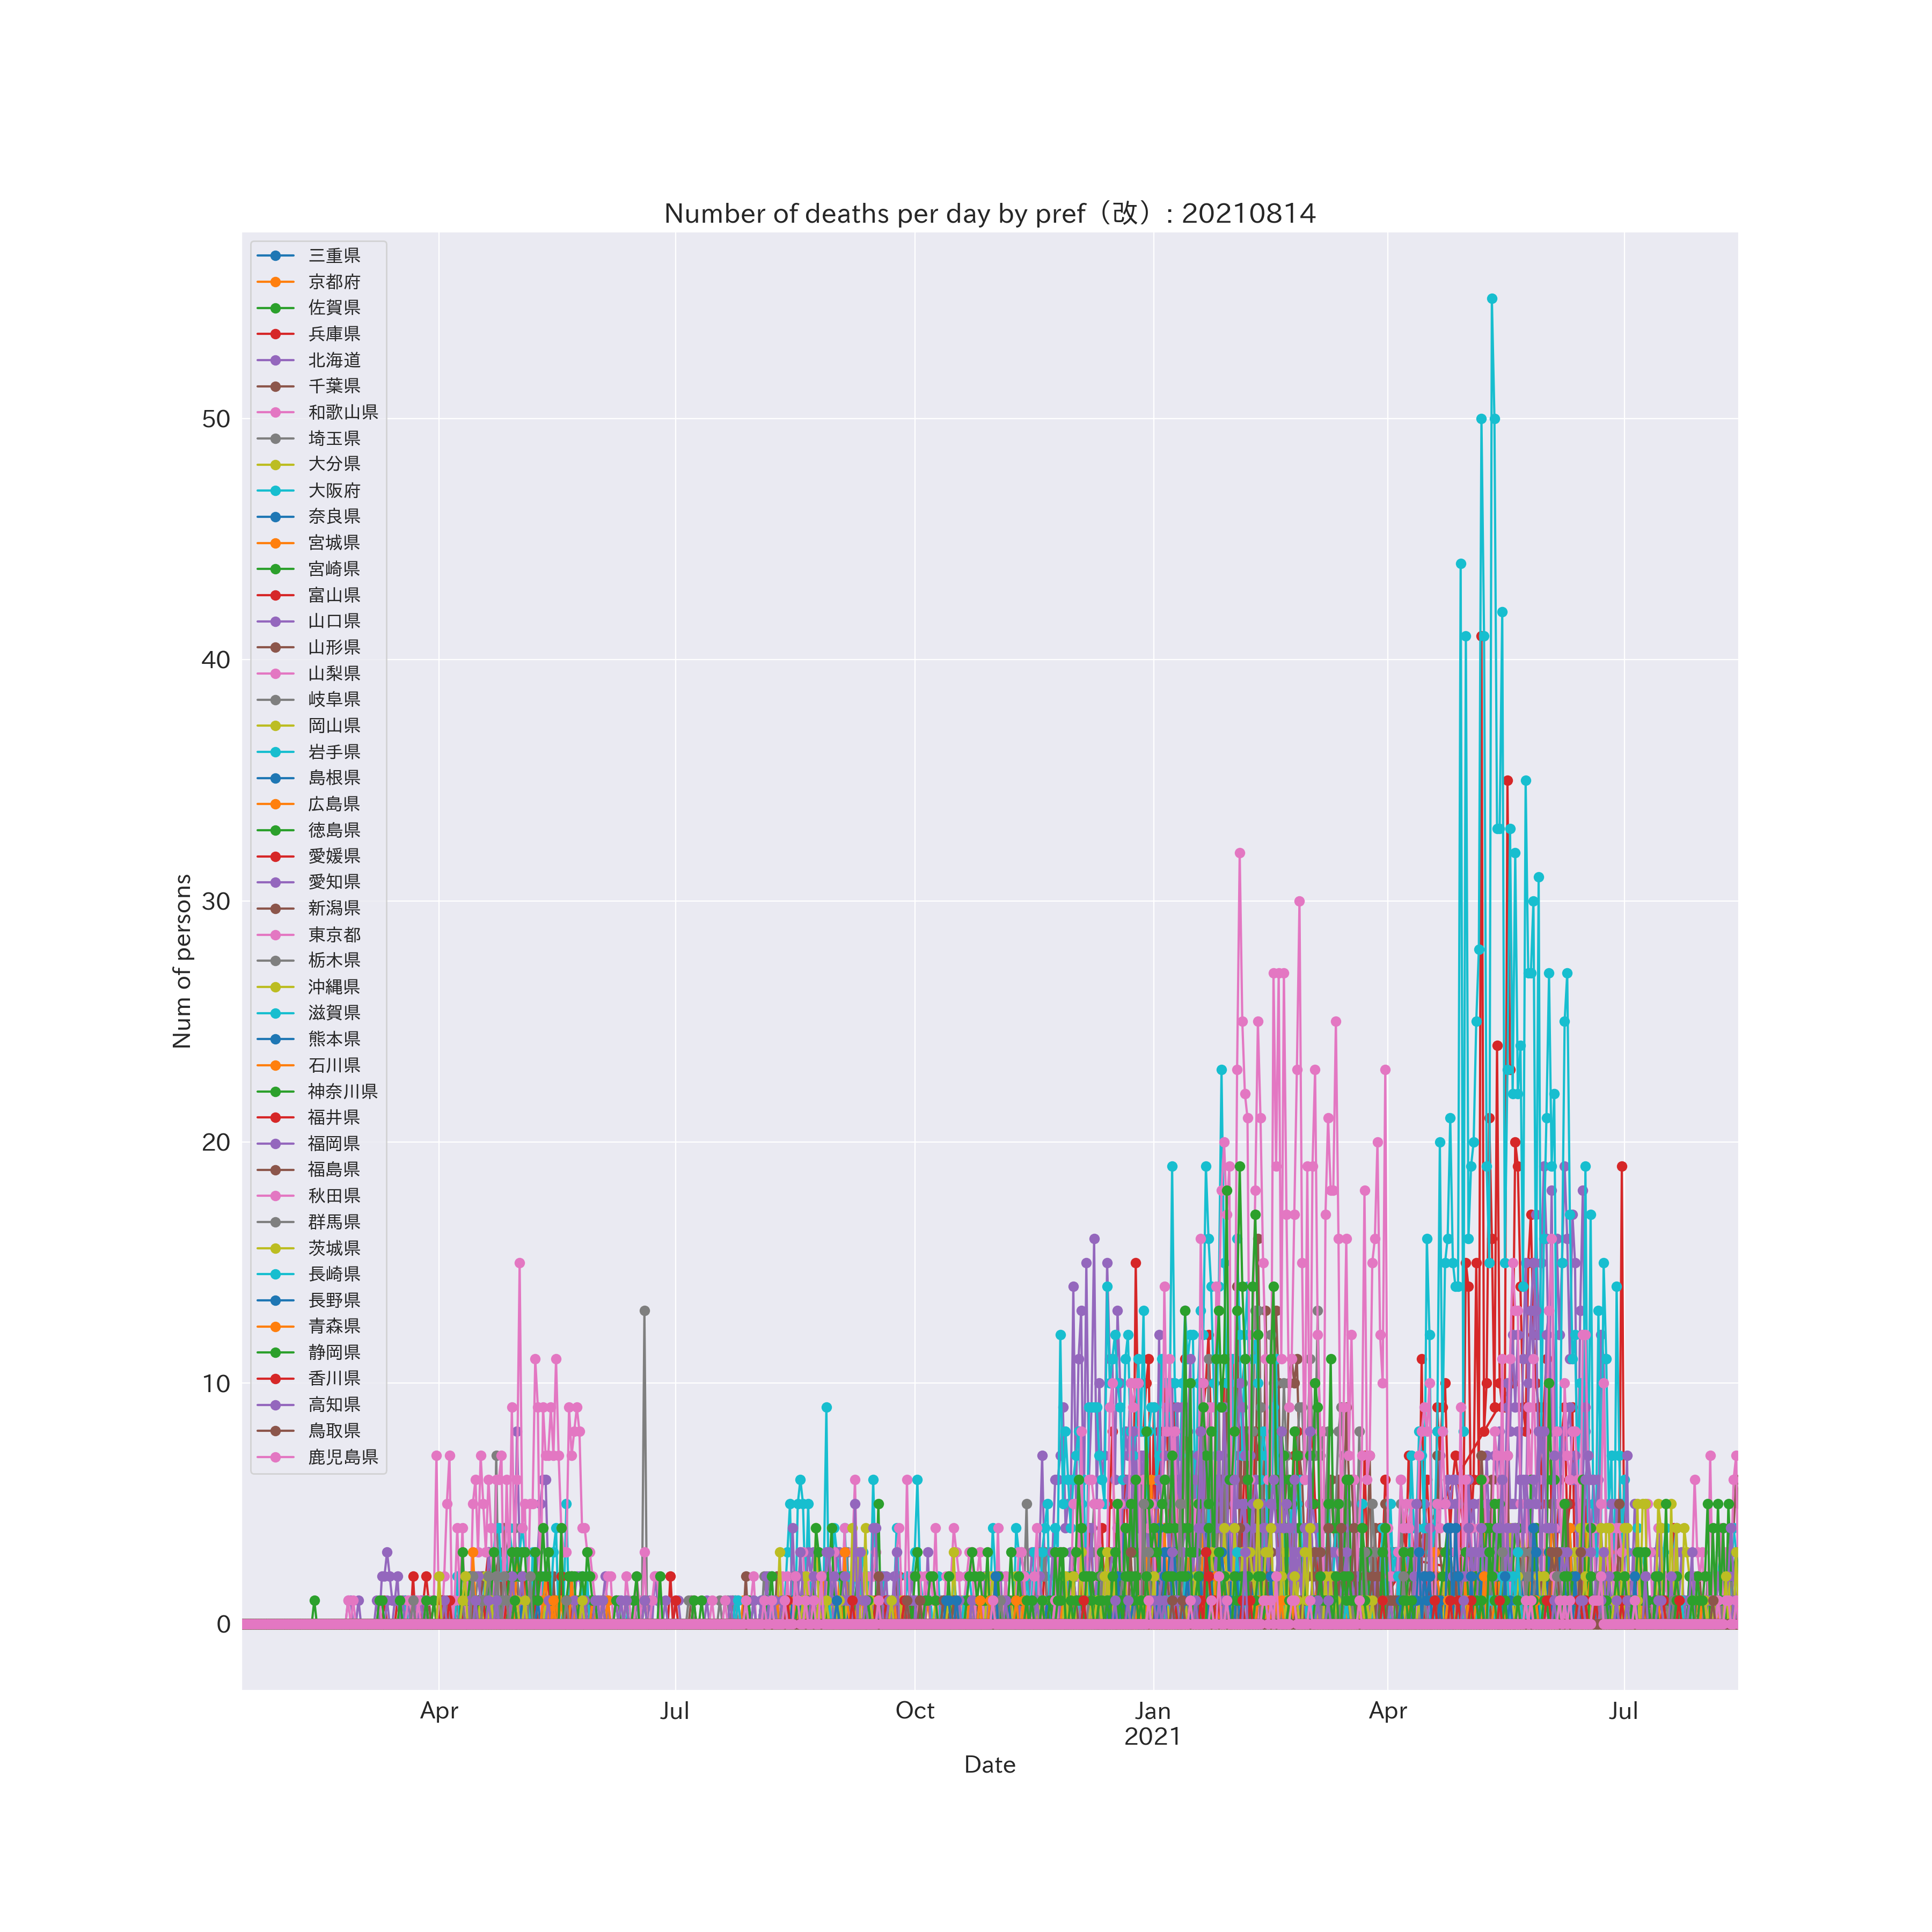 Number of deaths per day by pref（改）: 20210814
三重県
京都府
佐賀県
兵庫県
北海道
千葉県
和歌山県
埼玉県
大分県
大阪府
奈良県
宮城県
宮崎県
富山県
山口県
山形県
山梨県
岐阜県
岡山県
岩手県
島根県
広島県
徳島県
愛媛県
愛知県
新潟県
東京都
栃木県
沖縄県
滋賀県
熊本県
石川県
神奈川県
福井県
福岡県
福島県
秋田県
群馬県
茨城県
長崎県
長野県
青森県
静岡県
香川県
高知県
鳥取県
鹿児島県
Num of persons
50
40
30
20
10
0
Apr Jul Oct Jan Apr Jul
2021
Date